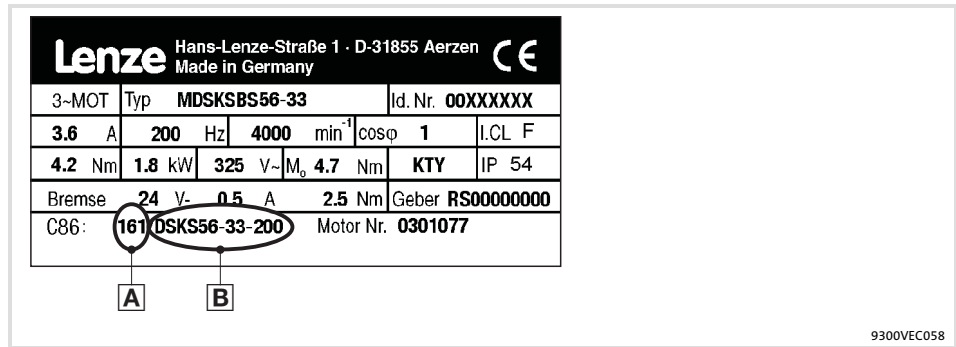 Lenze Hans-Lenze-Straße 1 · D-31855 Aerzen CE
Made in Germany
3~MOT Typ MDSKSBS56-33 Id. Nr. 00XXXXXX
3.6 A 200 Hz 4000 min⁻¹ cosφ 1 I.CL F
4.2 Nm 1.8 kW 325 V~ M₀ 4.7 Nm KTY IP 54
Bremse 24 V- 0.5 A 2.5 Nm Geber RS00000000
C86: 161 DSKS56-33-200 Motor Nr. 0301077
A B
9300VEC058